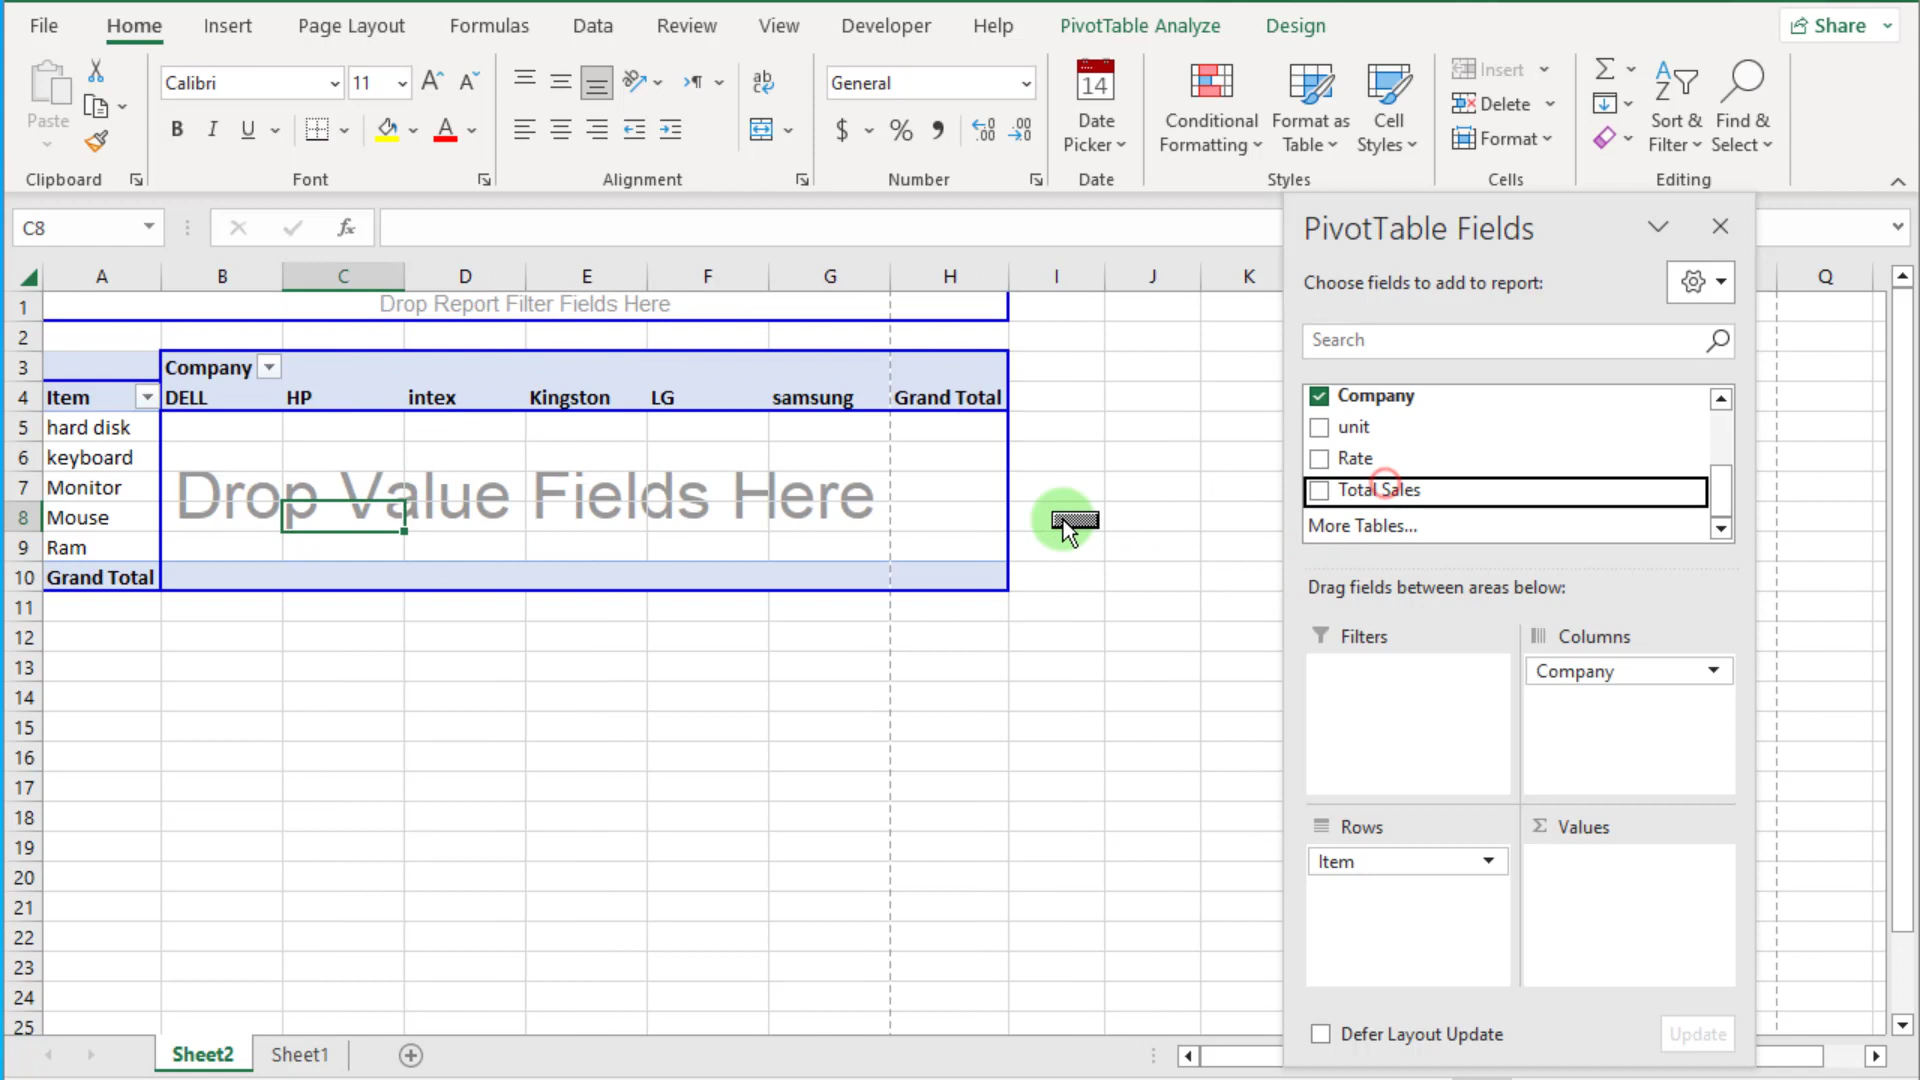 File Home Insert Page Layout Formulas Data Review View Developer Help PivotTable Analyze Design Share
Paste
Clipboard
Calibri 11
B I U A
Font
ab
Alignment
General
$ % 9 .00
Number
14
Date
Picker
Date
Conditional
Formatting
Format as
Table
Cell
Styles
Styles
Insert
Delete
Format
Cells
Sort &
Filter
Find &
Select
Editing
C8 fx
A B C D E F G H I J K Q
1 Drop Report Filter Fields Here
2
3 Company
4 Item DELL HP intex Kingston LG samsung Grand Total
5 hard disk
6 keyboard
7 Monitor
8 Mouse
9 Ram
Drop Value Fields Here
10 Grand Total
11
12
13
14
15
16
17
18
19
20
21
22
23
24
25
Sheet2 Sheet1
PivotTable Fields
Choose fields to add to report:
Search
Company
unit
Rate
Total Sales
More Tables...
Drag fields between areas below:
Filters
Columns
Company
Rows
Item
Σ Values
Defer Layout Update Update